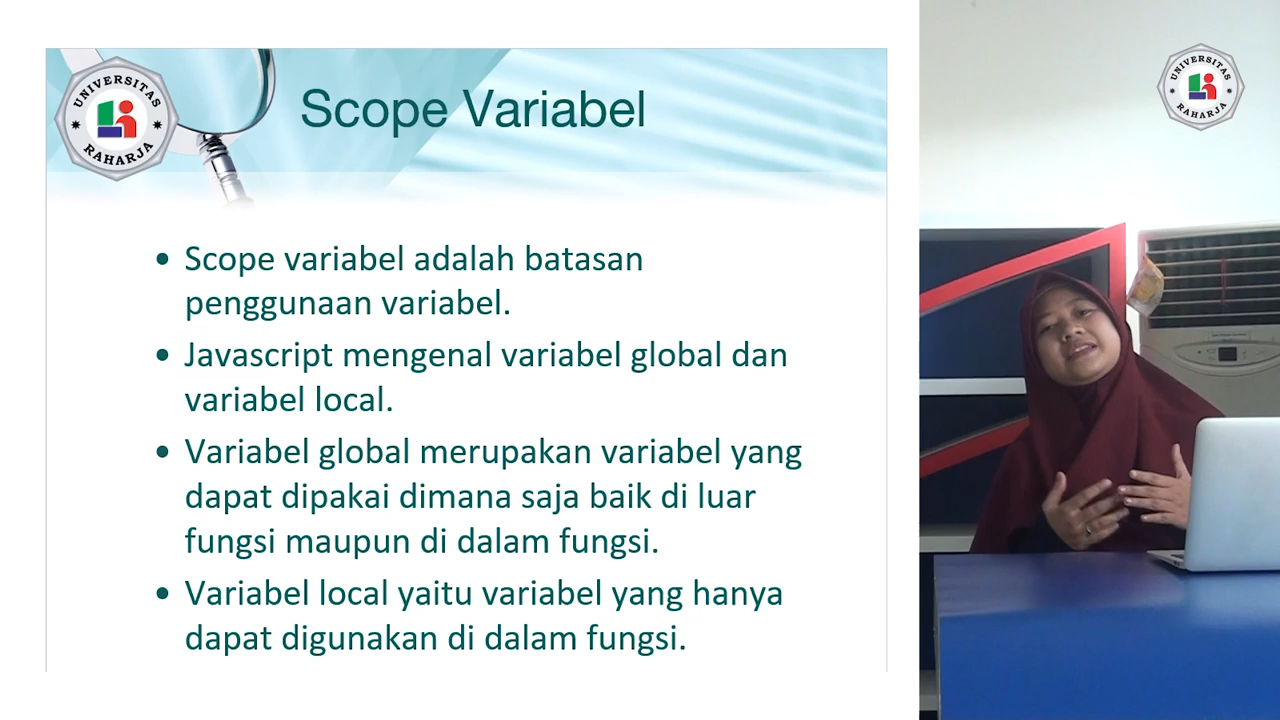 UNIVERSITAS
RAHARJA
Scope Variabel
• Scope variabel adalah batasan
penggunaan variabel.
• Javascript mengenal variabel global dan
variabel local.
• Variabel global merupakan variabel yang
dapat dipakai dimana saja baik di luar
fungsi maupun di dalam fungsi.
• Variabel local yaitu variabel yang hanya
dapat digunakan di dalam fungsi.
UNIVERSITAS
RAHARJA